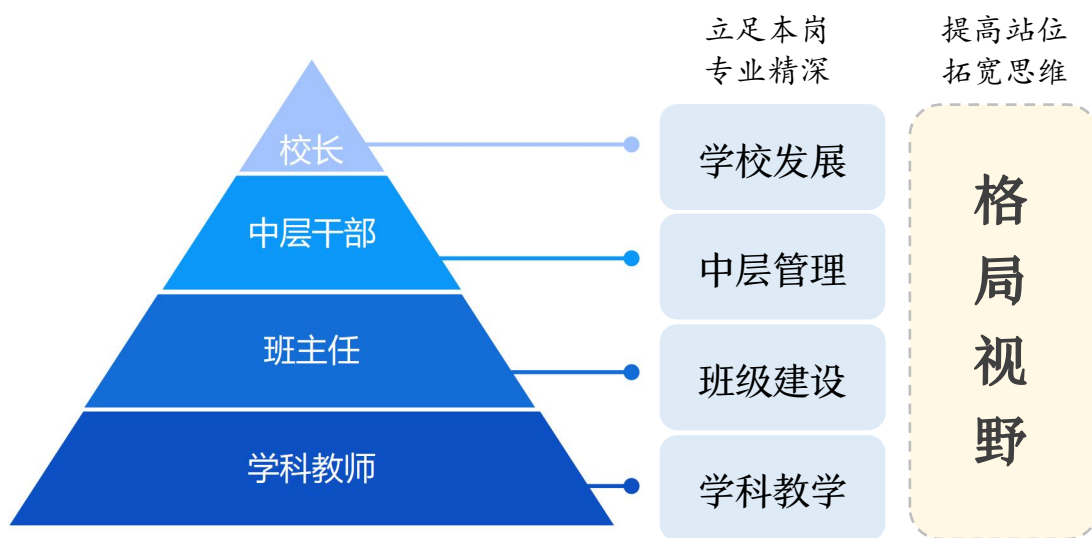 立足本岗
专业精深
提高站位
拓宽思维
校长
学校发展
中层干部
中层管理
班主任
班级建设
学科教师
学科教学
格
局
视
野